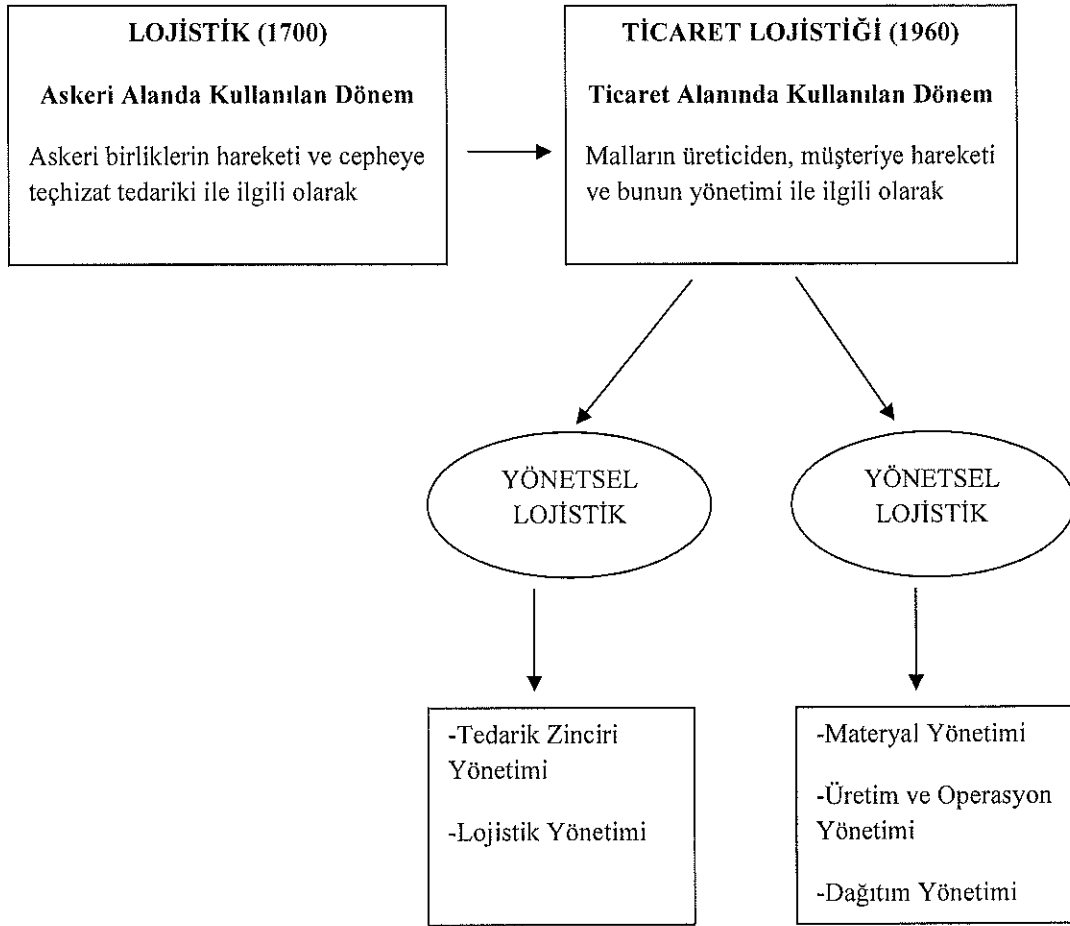 LOJİSTİK (1700)
Askeri Alanda Kullanılan Dönem
Askeri birliklerin hareketi ve cepheye
teçhizat tedariki ile ilgili olarak
TİCARET LOJİSTİĞİ (1960)
Ticaret Alanında Kullanılan Dönem
Malların üreticiden, müşteriye hareketi
ve bunun yönetimi ile ilgili olarak
YÖNETSEL
LOJİSTİK
YÖNETSEL
LOJİSTİK
-Tedarik Zinciri
Yönetimi
-Lojistik Yönetimi
-Materyal Yönetimi
-Üretim ve Operasyon
Yönetimi
-Dağıtım Yönetimi